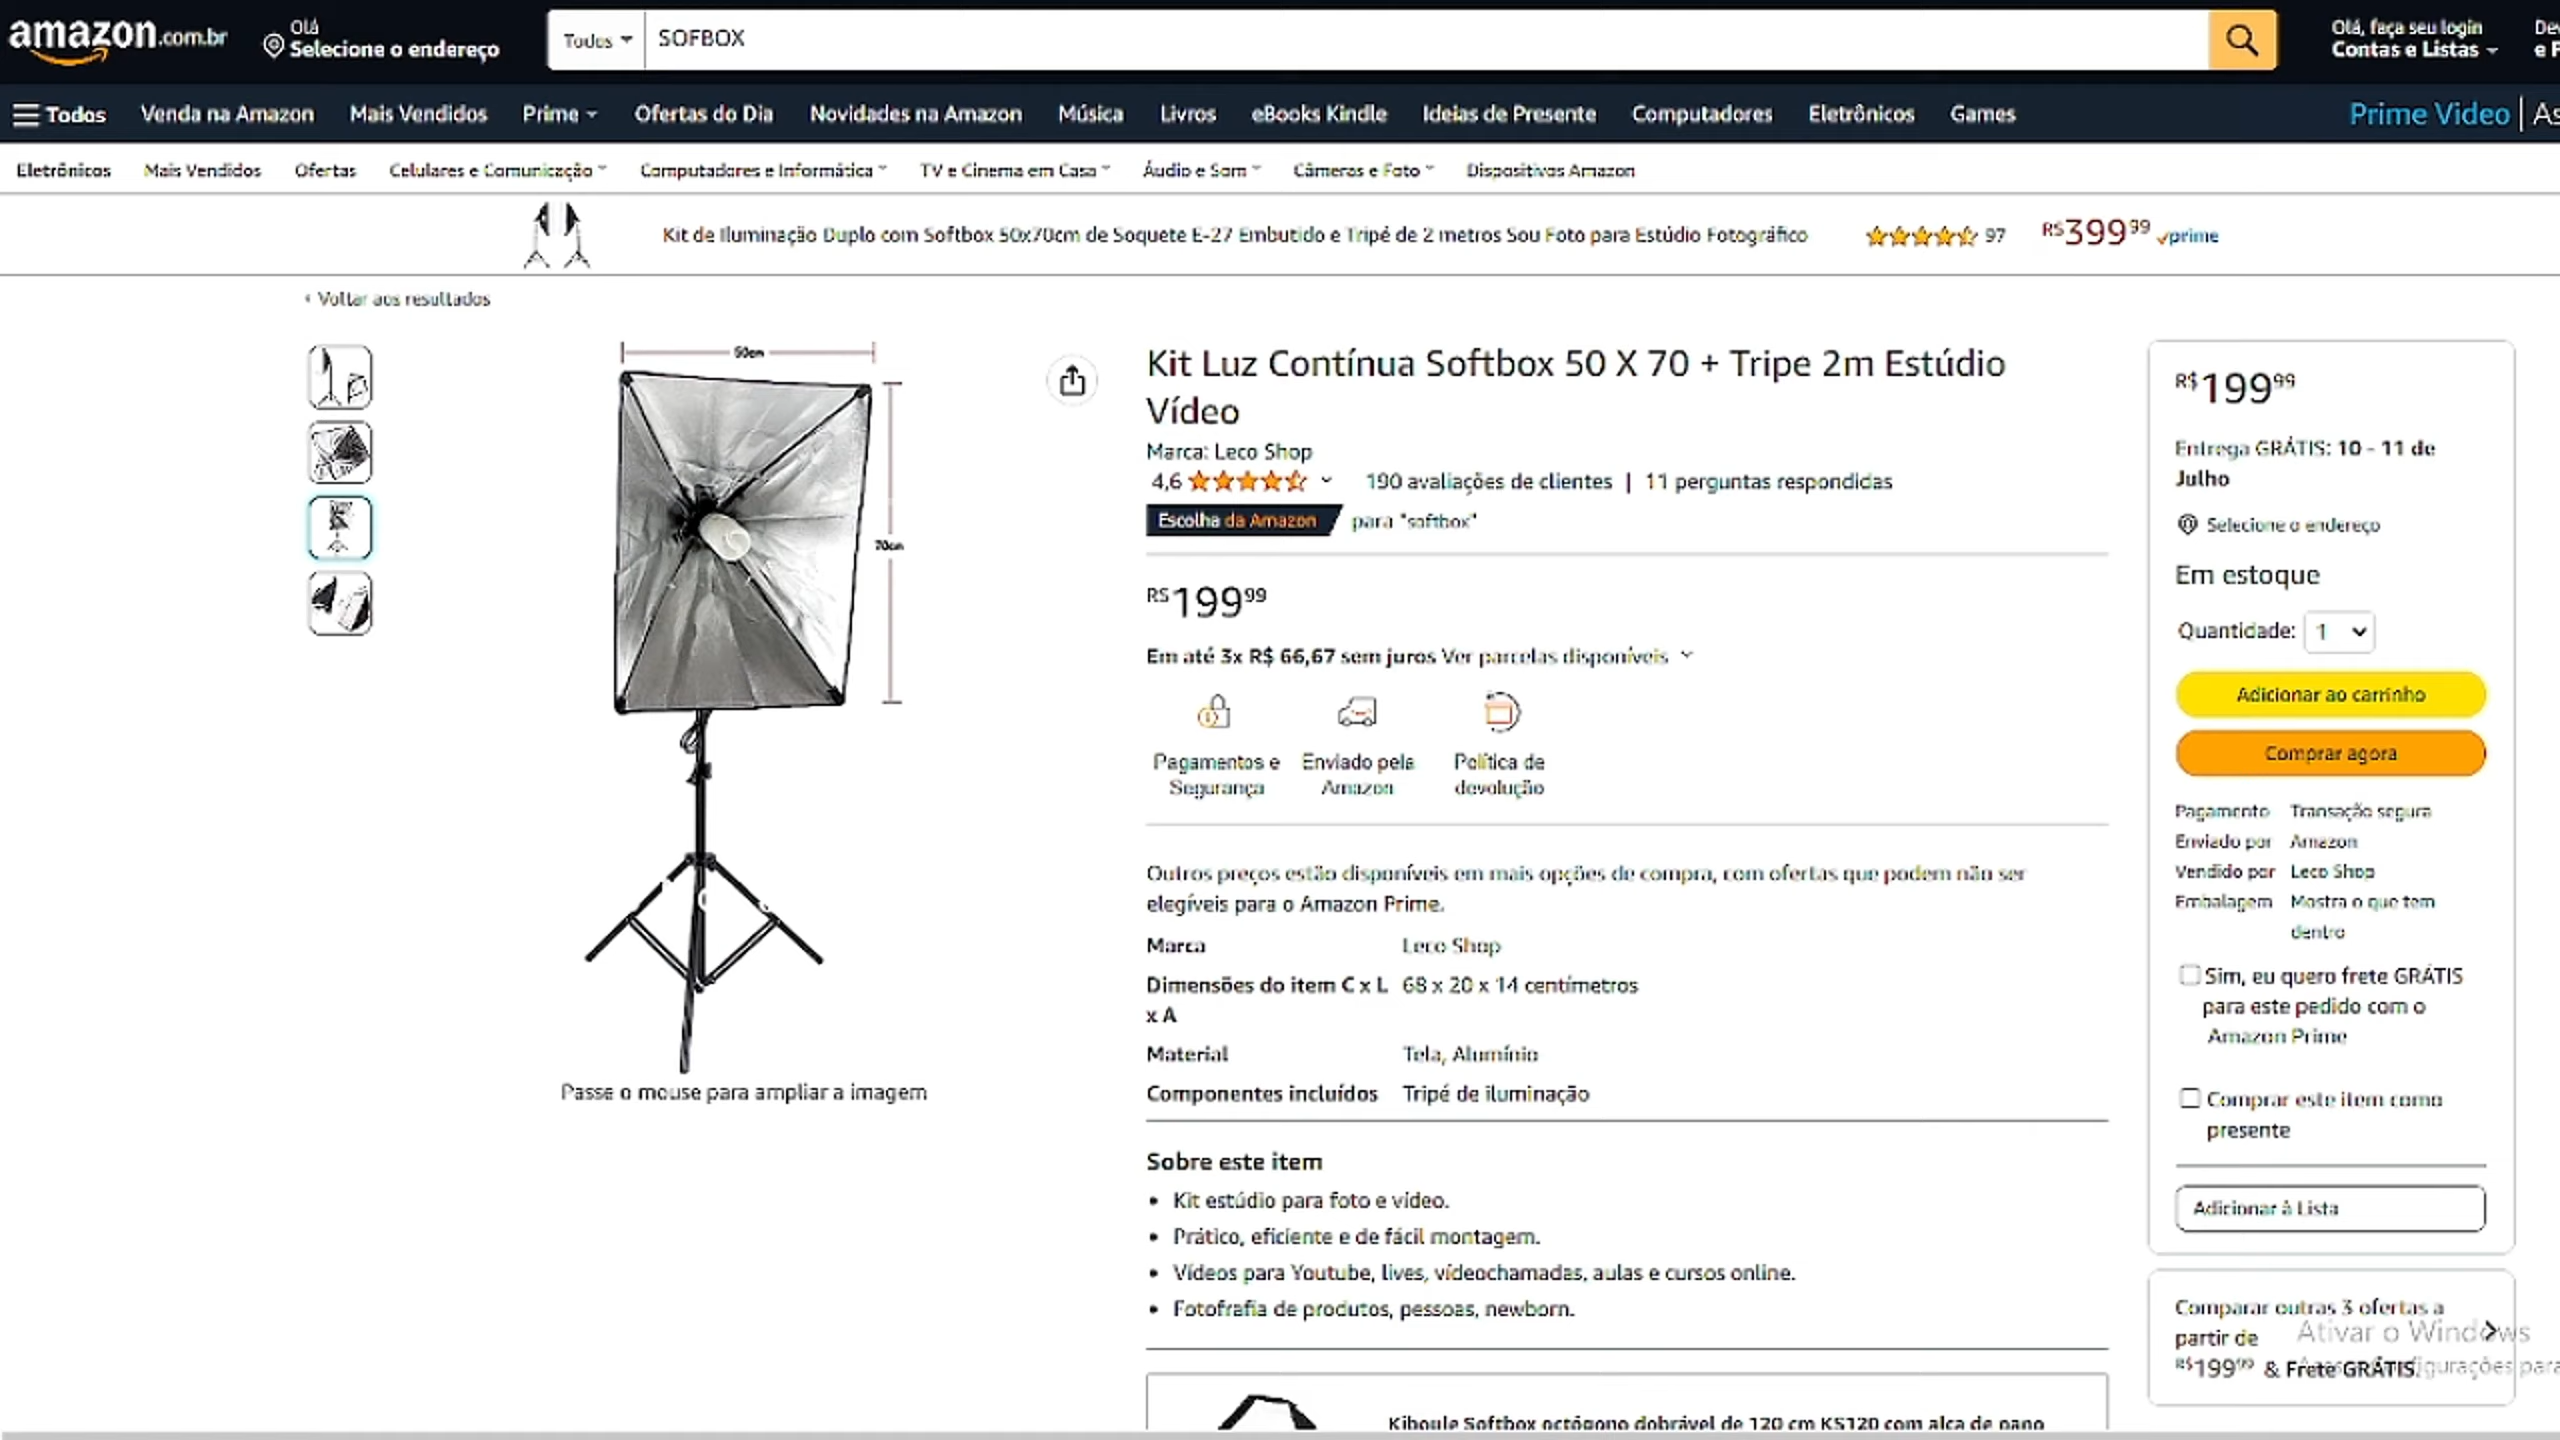 amazon.com.br
Olá
Selecione o endereço
Todos
SOFBOX
Olá, faça seu login
Contas e Listas
Todos
Venda na Amazon
Mais Vendidos
Prime
Ofertas do Dia
Novidades na Amazon
Música
Livros
eBooks Kindle
Ideias de Presente
Computadores
Eletrônicos
Games
Prime Video
Eletrônicos
Mais Vendidos
Ofertas
Celulares e Comunicação
Computadores e Informática
TV e Cinema em Casa
Áudio e Som
Câmeras e Foto
Dispositivos Amazon
Kit de Iluminação Duplo com Softbox 50x70cm de Soquete E-27 Embutido e Tripé de 2 metros Sou Foto para Estúdio Fotográfico
97
R$399 99
prime
‹ Voltar aos resultados
50cm
70cm
Passe o mouse para ampliar a imagem
Kit Luz Contínua Softbox 50 X 70 + Tripe 2m Estúdio
Vídeo
Marca: Leco Shop
4,6
190 avaliações de clientes | 11 perguntas respondidas
Escolha da Amazon para "softbox"
R$199 99
Em até 3x R$ 66,67 sem juros Ver parcelas disponíveis
Pagamentos e
Segurança
Enviado pela
Amazon
Política de
devolução
Outros preços estão disponíveis em mais opções de compra, com ofertas que podem não ser
elegíveis para o Amazon Prime.
Marca Leco Shop
Dimensões do item C x L 68 x 20 x 14 centímetros
x A
Material Tela, Alumínio
Componentes incluídos Tripé de iluminação
Sobre este item
• Kit estúdio para foto e vídeo.
• Prático, eficiente e de fácil montagem.
• Vídeos para Youtube, lives, vídeochamadas, aulas e cursos online.
• Fotofrafia de produtos, pessoas, newborn.
Kiboule Softbox octógono dobrável de 120 cm KS120 com alça de pano
R$199 99
Entrega GRÁTIS: 10 - 11 de
Julho
Selecione o endereço
Em estoque
Quantidade: 1
Adicionar ao carrinho
Comprar agora
Pagamento Transação segura
Enviado por Amazon
Vendido por Leco Shop
Embalagem Mostra o que tem
dentro
Sim, eu quero frete GRÁTIS
para este pedido com o
Amazon Prime
Comprar este item como
presente
Adicionar à Lista
Comparar outras 3 ofertas a
partir de
R$199 99 & Frete GRÁTIS.
Ativar o Windows